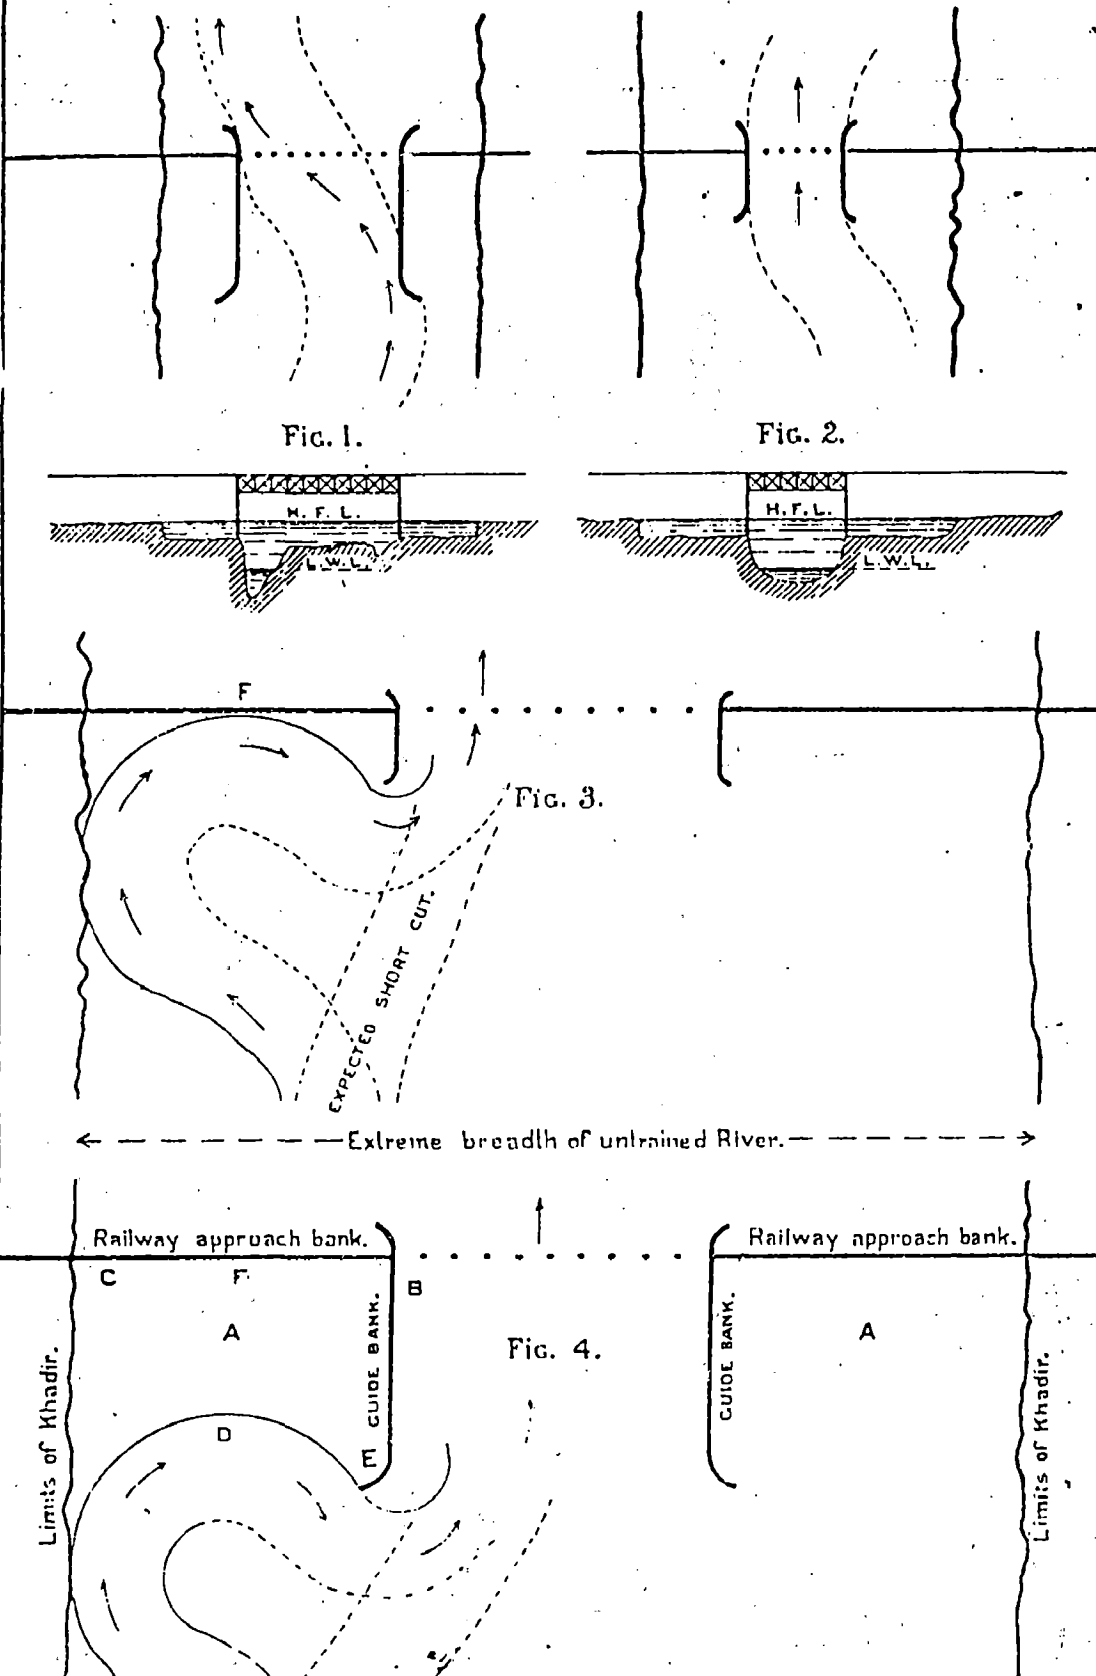 Fig. 1.
Fig. 2.
H. F. L.
H.F.L.
L.W.L.
L.W.L.
F
Fig. 3.
EXPECTED SHORT CUT.
Extreme breadth of untrained River.
Railway approach bank.
Railway approach bank.
C
F
B
A
A
GUIDE BANK.
GUIDE BANK.
Fig. 4.
Limits of Khadir.
Limits of Khadir.
D
E